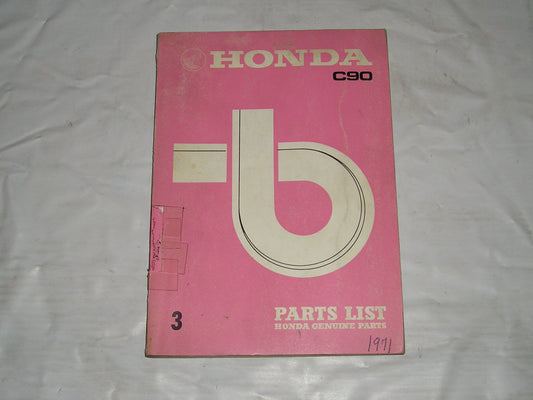 HONDA
C90
b
3
PARTS LIST
HONDA GENUINE PARTS
1971